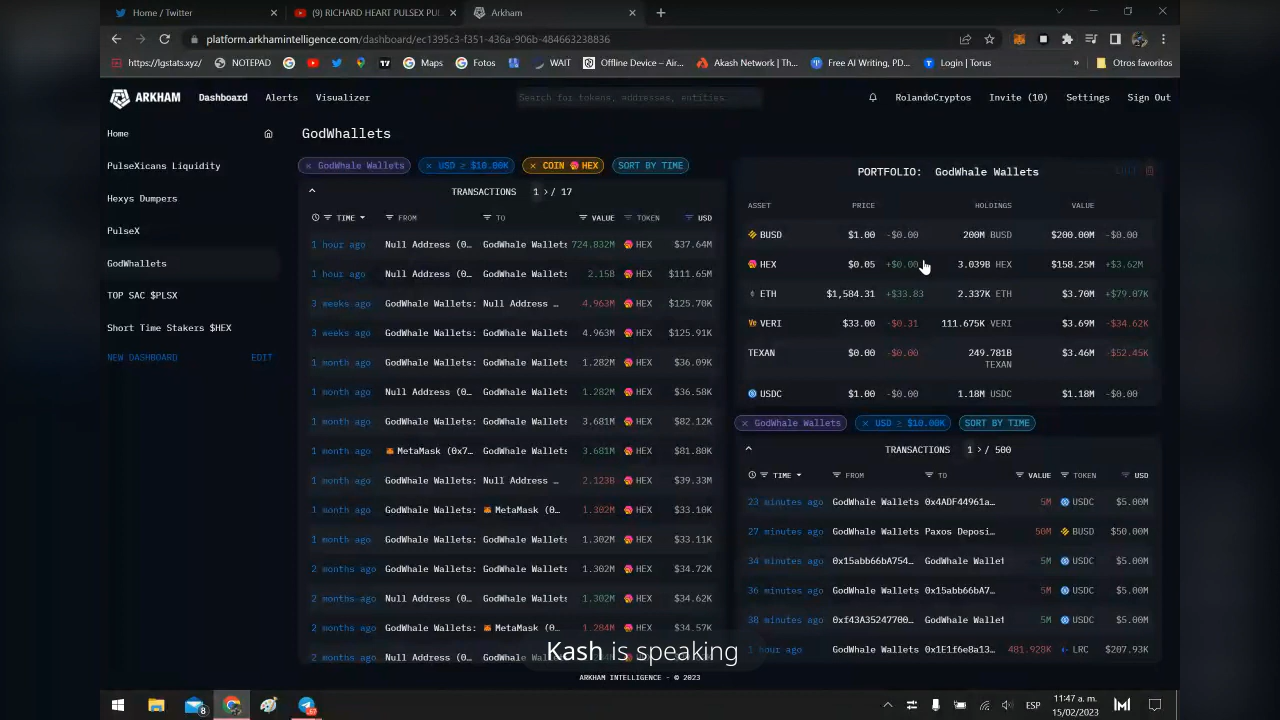 Home / Twitter
(9) RICHARD HEART PULSEX PUL
Arkham
platform.arkhamintelligence.com/dashboard/ec1395c3-f351-436a-906b-484663238836
https://lgstats.xyz/ NOTEPAD Maps Fotos WAIT Offline Device – Air... Akash Network | Th... Free AI Writing, PD... Login | Torus » Otros favoritos
ARKHAM Dashboard Alerts Visualizer Search for tokens, addresses, entities... RolandoCryptos Invite (10) Settings Sign Out
Home
PulseXicans Liquidity
Hexys Dumpers
PulseX
GodWhallets
TOP SAC $PLSX
Short Time Stakers $HEX
NEW DASHBOARD EDIT
GodWhallets
× GodWhale Wallets × USD ≥ $10.00K × COIN HEX SORT BY TIME
TRANSACTIONS 1 > / 17
TIME FROM TO VALUE TOKEN USD
1 hour ago Null Address (0… GodWhale Wallets 724.832M HEX $37.64M
1 hour ago Null Address (0… GodWhale Wallets 2.15B HEX $111.65M
3 weeks ago GodWhale Wallets: Null Address … 4.963M HEX $125.70K
3 weeks ago GodWhale Wallets: GodWhale Wallets 4.963M HEX $125.91K
1 month ago GodWhale Wallets: GodWhale Wallets 1.282M HEX $36.09K
1 month ago Null Address (0… GodWhale Wallets 1.282M HEX $36.58K
1 month ago GodWhale Wallets: GodWhale Wallets 3.681M HEX $82.12K
1 month ago MetaMask (0x7… GodWhale Wallets 3.681M HEX $81.80K
1 month ago GodWhale Wallets: Null Address … 2.123B HEX $39.33M
1 month ago GodWhale Wallets: MetaMask (0… 1.302M HEX $33.10K
1 month ago GodWhale Wallets: GodWhale Wallets 1.302M HEX $33.11K
2 months ago GodWhale Wallets: GodWhale Wallets 1.302M HEX $34.72K
2 months ago Null Address (0… GodWhale Wallets 1.302M HEX $34.62K
2 months ago GodWhale Wallets: MetaMask (0… 1.284M HEX $34.57K
2 months ago Null Address (0… GodWhale Wallets HEX
PORTFOLIO: GodWhale Wallets
ASSET PRICE HOLDINGS VALUE
BUSD $1.00 -$0.00 200M BUSD $200.00M -$0.00
HEX $0.05 +$0.00 3.039B HEX $158.25M +$3.62M
ETH $1,584.31 +$33.83 2.337K ETH $3.70M +$79.07K
VERI $33.00 -$0.31 111.675K VERI $3.69M -$34.62K
TEXAN $0.00 -$0.00 249.781B TEXAN $3.46M -$52.45K
USDC $1.00 -$0.00 1.18M USDC $1.18M -$0.00
× GodWhale Wallets × USD ≥ $10.00K SORT BY TIME
TRANSACTIONS 1 > / 500
TIME FROM TO VALUE TOKEN USD
23 minutes ago GodWhale Wallets 0x4ADF44961a… 5M USDC $5.00M
27 minutes ago GodWhale Wallets Paxos Deposi… 50M BUSD $50.00M
34 minutes ago 0x15abb66bA754… GodWhale Wallet 5M USDC $5.00M
36 minutes ago GodWhale Wallets 0x15abb66bA7… 5M USDC $5.00M
38 minutes ago 0xf43A35247700… GodWhale Wallet 5M USDC $5.00M
1 hour ago GodWhale Wallets 0x1E1f6e8a13… 481.928K LRC $207.93K
Kash is speaking
ARKHAM INTELLIGENCE - © 2023
8
67
ESP
11:47 a. m.
15/02/2023